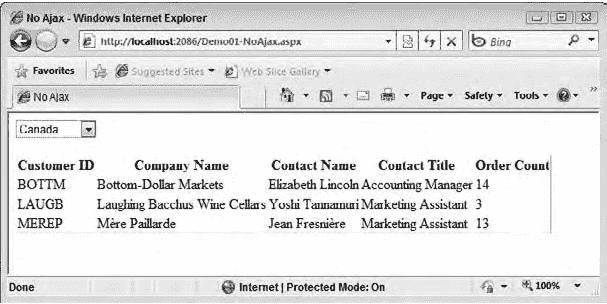 No Ajax - Windows Internet Explorer
http://localhost:2086/Demo01-NoAjax.aspx
Bing
Favorites Suggested Sites Web Slice Gallery
No Ajax Page Safety Tools
Canada
Customer ID Company Name Contact Name Contact Title Order Count
BOTTM Bottom-Dollar Markets Elizabeth Lincoln Accounting Manager 14
LAUGB Laughing Bacchus Wine Cellars Yoshi Tannamuri Marketing Assistant 3
MEREP Mère Paillarde Jean Fresnière Marketing Assistant 13
Done Internet | Protected Mode: On 100%